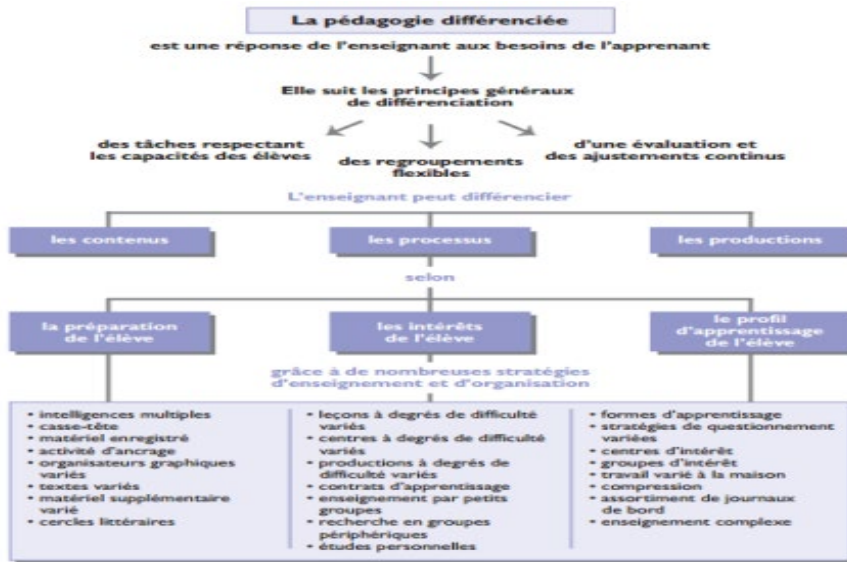 La pédagogie différenciée
est une réponse de l'enseignant aux besoins de l'apprenant
Elle suit les principes généraux
de différenciation
des tâches respectant
les capacités des élèves
des regroupements
flexibles
d'une évaluation et
des ajustements continus
L'enseignant peut différencier
les contenus
les processus
les productions
selon
la préparation
de l'élève
les intérêts
de l'élève
le profil
d'apprentissage
de l'élève
grâce à de nombreuses stratégies
d'enseignement et d'organisation
• intelligences multiples
• casse-tête
• matériel enregistré
• activité d'ancrage
• organisateurs graphiques
variés
• textes variés
• matériel supplémentaire
varié
• cercles littéraires
• leçons à degrés de difficulté
variés
• centres à degrés de difficulté
variés
• productions à degrés de
difficulté variés
• contrats d'apprentissage
• enseignement par petits
groupes
• recherche en groupes
périphériques
• études personnelles
• formes d'apprentissage
• stratégies de questionnement
variées
• centres d'intérêt
• groupes d'intérêt
• travail varié à la maison
• compression
• assortiment de journaux
de bord
• enseignement complexe